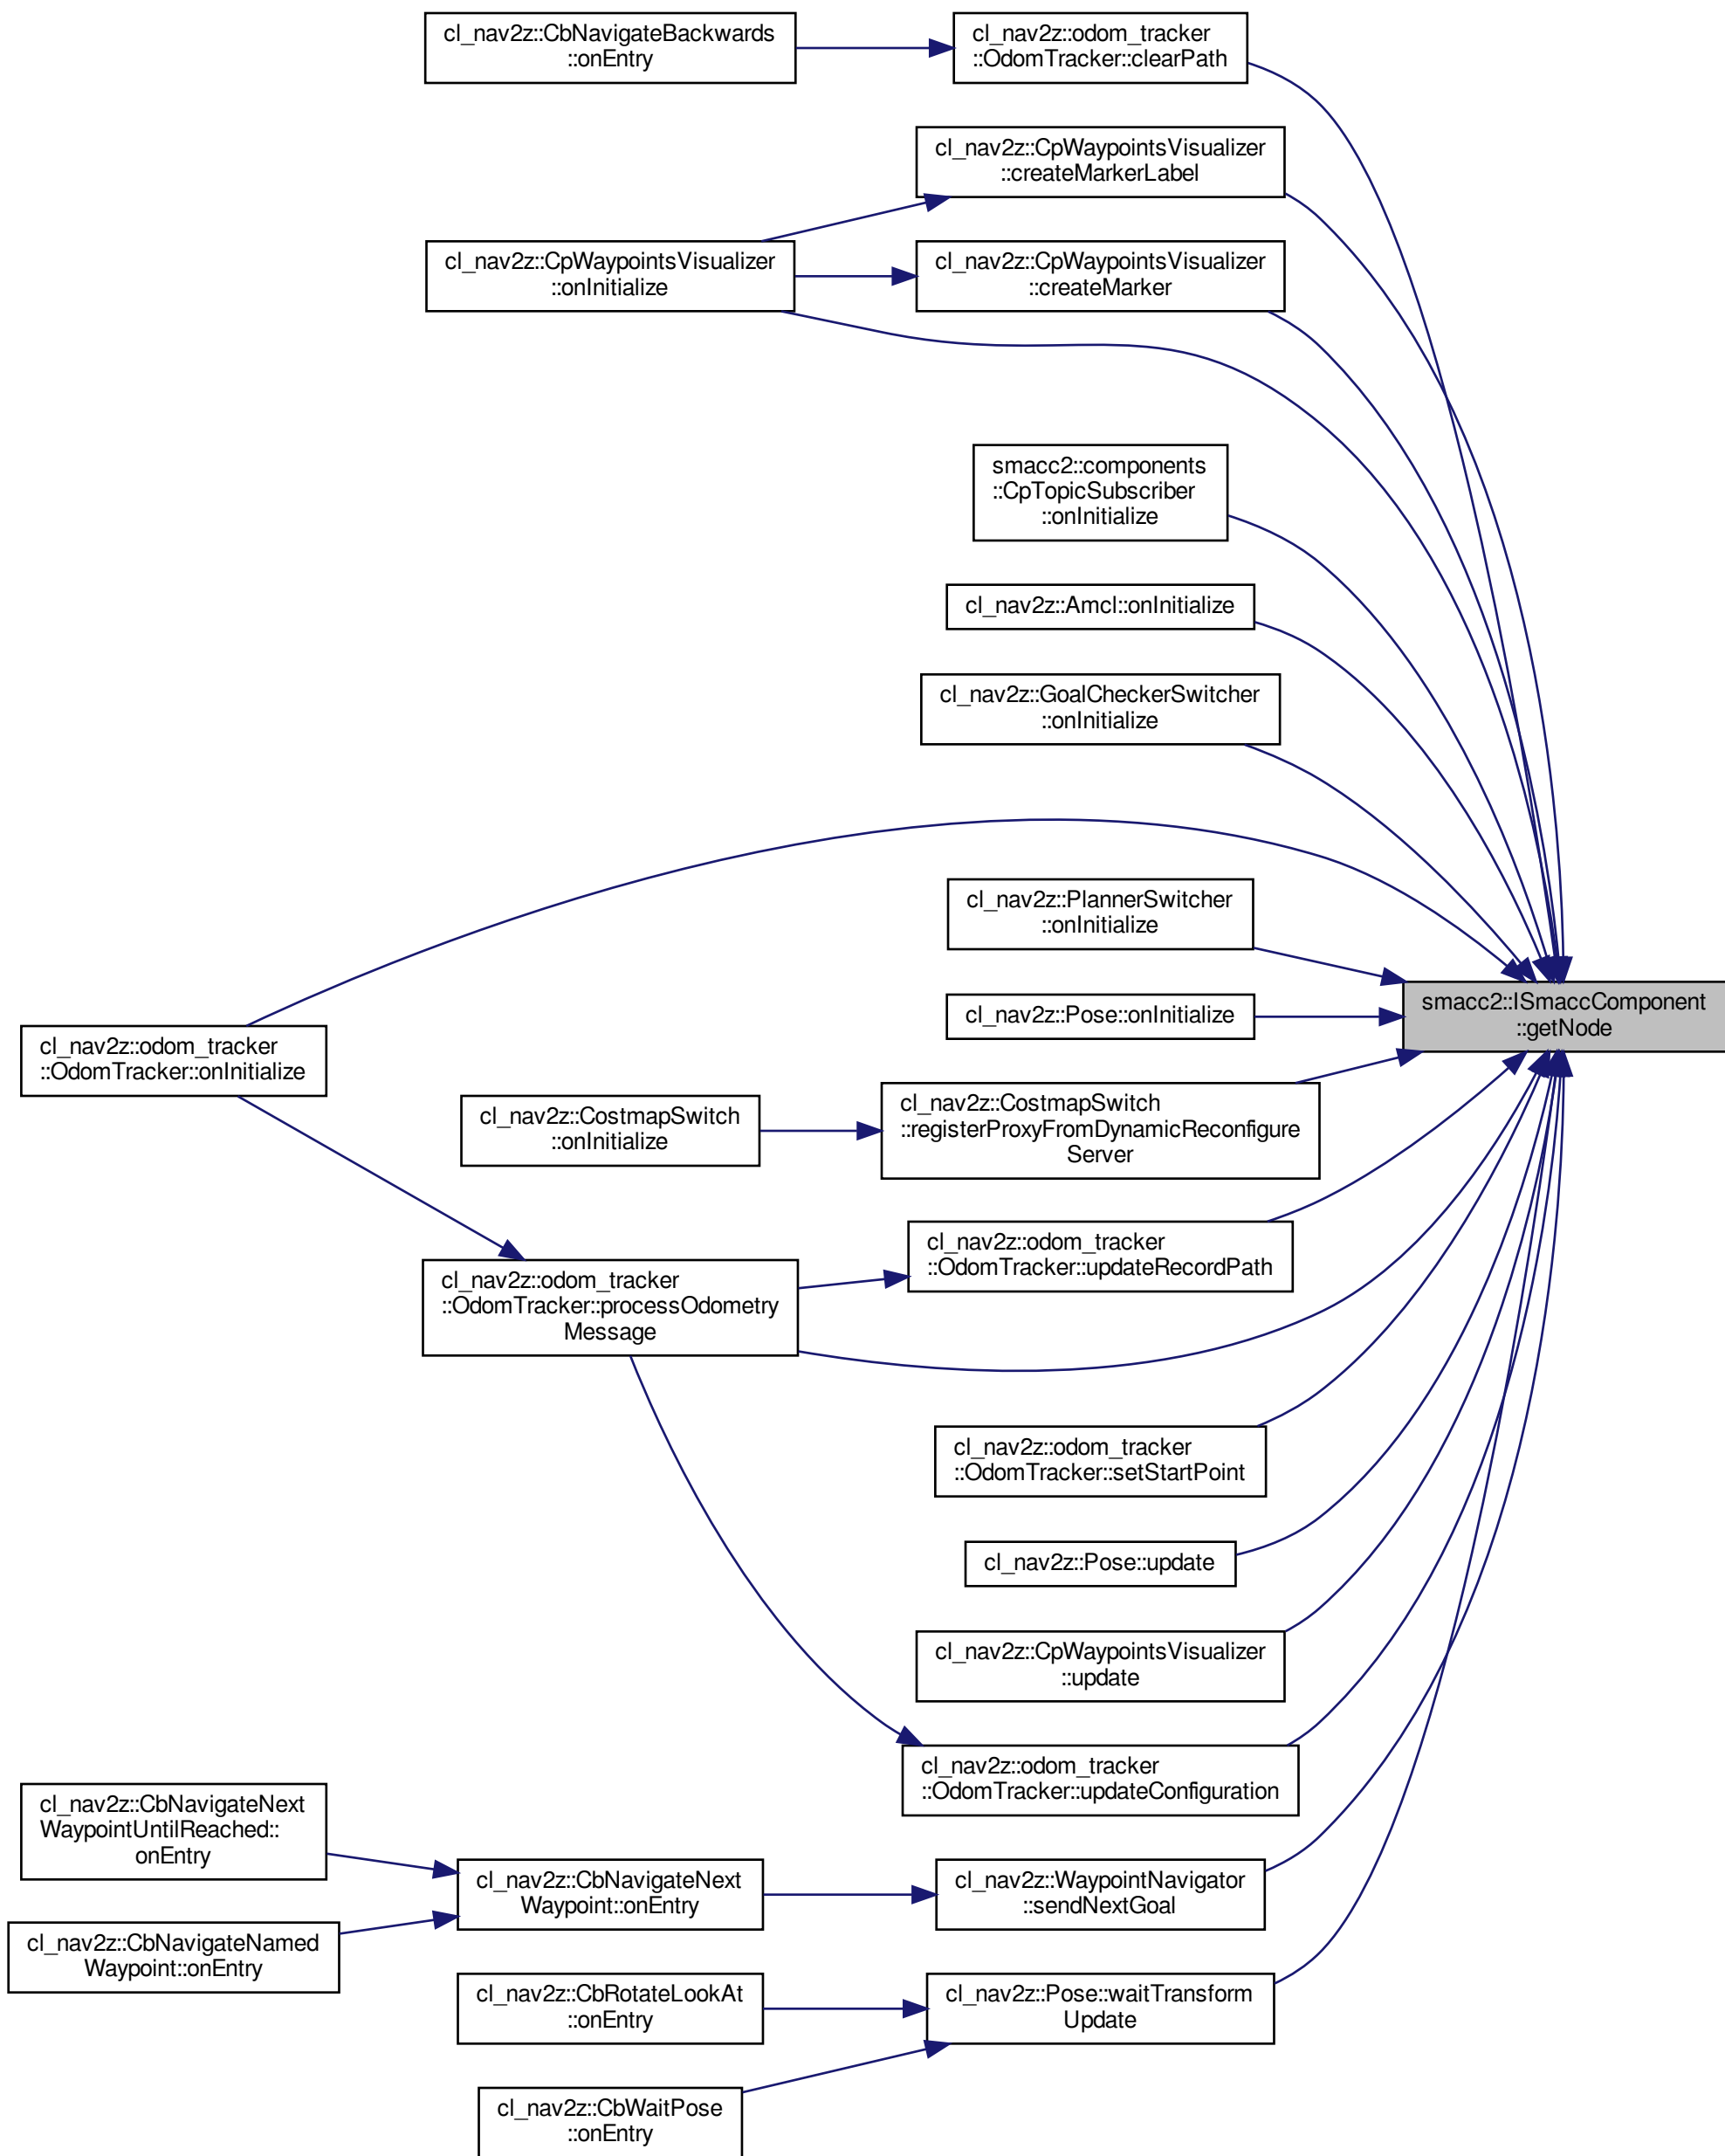 cl_nav2z::CbNavigateBackwards
::onEntry
cl_nav2z::odom_tracker
::OdomTracker::clearPath
cl_nav2z::CpWaypointsVisualizer
::createMarkerLabel
cl_nav2z::CpWaypointsVisualizer
::onInitialize
cl_nav2z::CpWaypointsVisualizer
::createMarker
smacc2::components
::CpTopicSubscriber
::onInitialize
cl_nav2z::Amcl::onInitialize
cl_nav2z::GoalCheckerSwitcher
::onInitialize
cl_nav2z::PlannerSwitcher
::onInitialize
smacc2::ISmaccComponent
::getNode
cl_nav2z::Pose::onInitialize
cl_nav2z::odom_tracker
::OdomTracker::onInitialize
cl_nav2z::CostmapSwitch
::onInitialize
cl_nav2z::CostmapSwitch
::registerProxyFromDynamicReconfigure
Server
cl_nav2z::odom_tracker
::OdomTracker::updateRecordPath
cl_nav2z::odom_tracker
::OdomTracker::processOdometry
Message
cl_nav2z::odom_tracker
::OdomTracker::setStartPoint
cl_nav2z::Pose::update
cl_nav2z::CpWaypointsVisualizer
::update
cl_nav2z::odom_tracker
::OdomTracker::updateConfiguration
cl_nav2z::CbNavigateNext
WaypointUntilReached::
onEntry
cl_nav2z::CbNavigateNext
Waypoint::onEntry
cl_nav2z::WaypointNavigator
::sendNextGoal
cl_nav2z::CbNavigateNamed
Waypoint::onEntry
cl_nav2z::CbRotateLookAt
::onEntry
cl_nav2z::Pose::waitTransform
Update
cl_nav2z::CbWaitPose
::onEntry